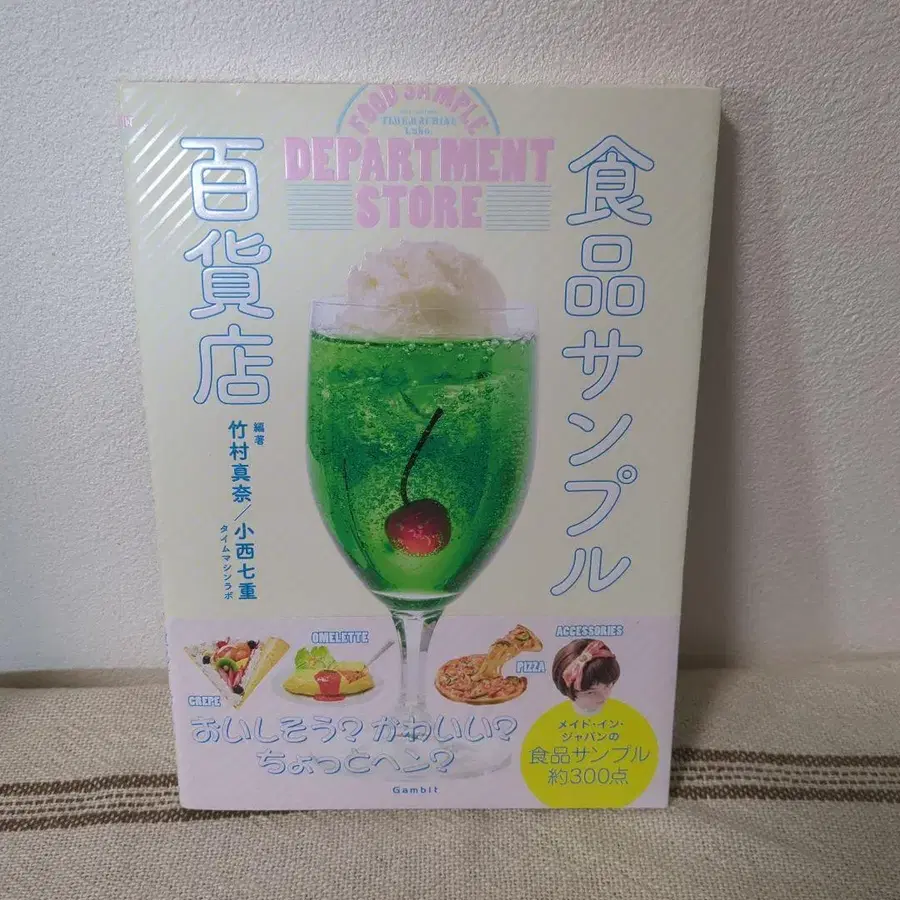 FOOD SAMPLE
TIMEMACHINE
Labo.
DEPARTMENT
STORE
食品サンプル
百貨店
編著
竹村真奈/小西七重
タイムマシンラボ
CREPE
OMELETTE
PIZZA
ACCESSORIES
おいしそう?かわいい?
ちょっとヘン?
メイド・イン・
ジャパンの
食品サンプル
約300点
Gambit